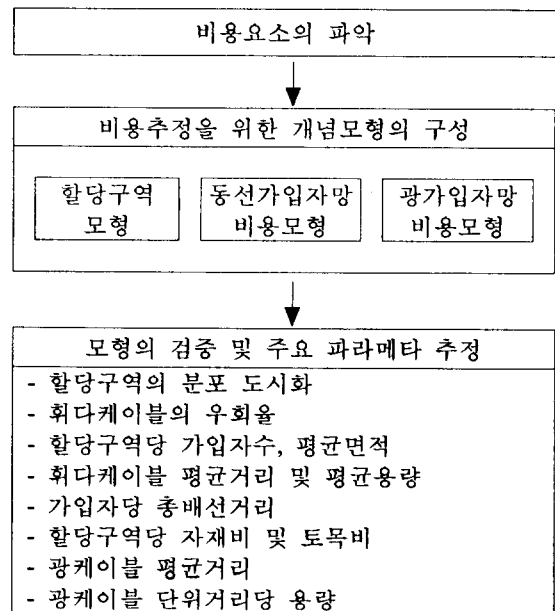 비용요소의 파악
비용추정을 위한 개념모형의 구성
할당구역
모형
동선가입자망
비용모형
광가입자망
비용모형
모형의 검증 및 주요 파라메타 추정
- 할당구역의 분포 도시화
- 휘다케이블의 우회율
- 할당구역당 가입자수, 평균면적
- 휘다케이블 평균거리 및 평균용량
- 가입자당 총배선거리
- 할당구역당 자재비 및 토목비
- 광케이블 평균거리
- 광케이블 단위거리당 용량